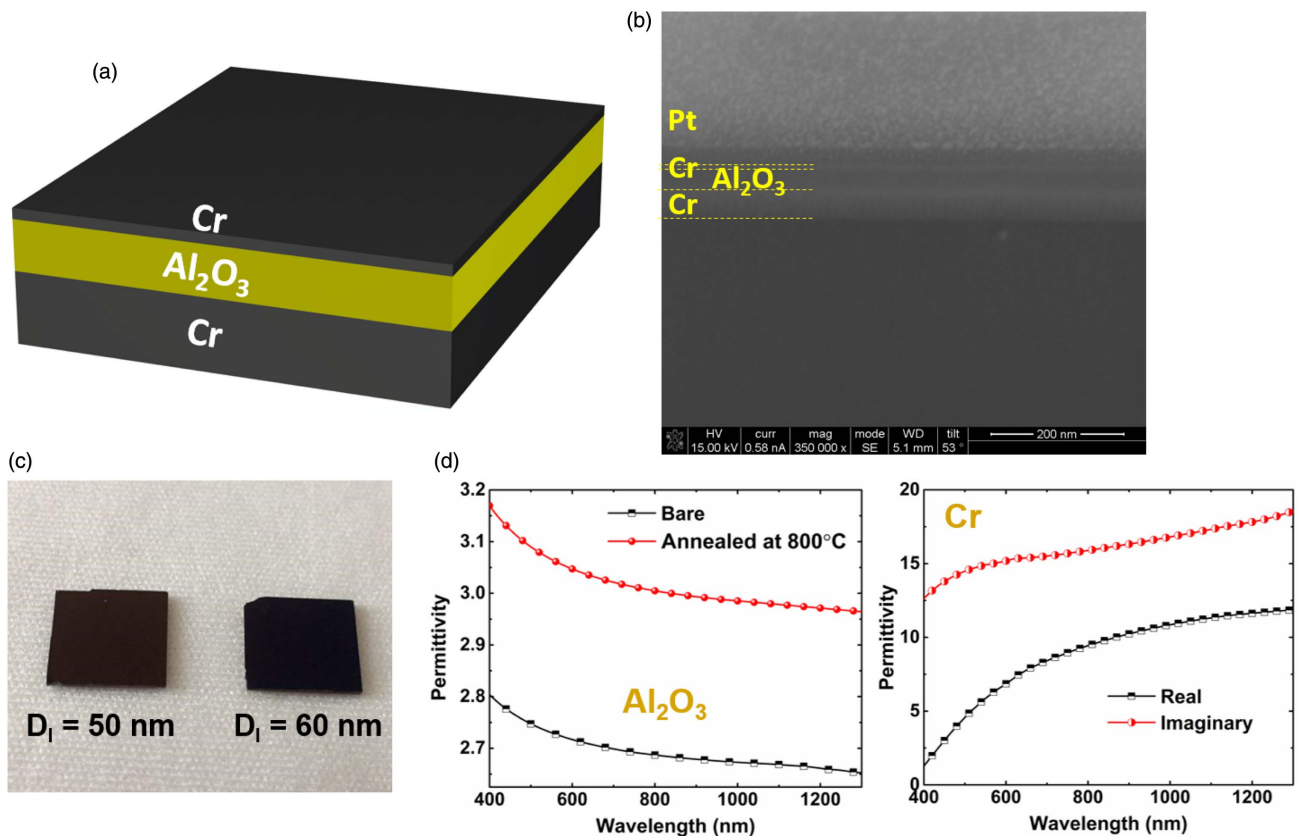 (a)
Cr
Al₂O₃
Cr
(b)
Pt
Cr
Al₂O₃
Cr
HV curr mag mode WD tilt
15.00 kV 0.58 nA 350 000 x SE 5.1 mm 53 °
200 nm
(c)
D_I = 50 nm
D_I = 60 nm
(d)
3.2
3.1
3.0
2.9
2.8
2.7
Permittivity
Bare
Annealed at 800°C
Al₂O₃
400 600 800 1000 1200
Wavelength (nm)
20
15
10
5
0
Permittivity
Cr
Real
Imaginary
400 600 800 1000 1200
Wavelength (nm)